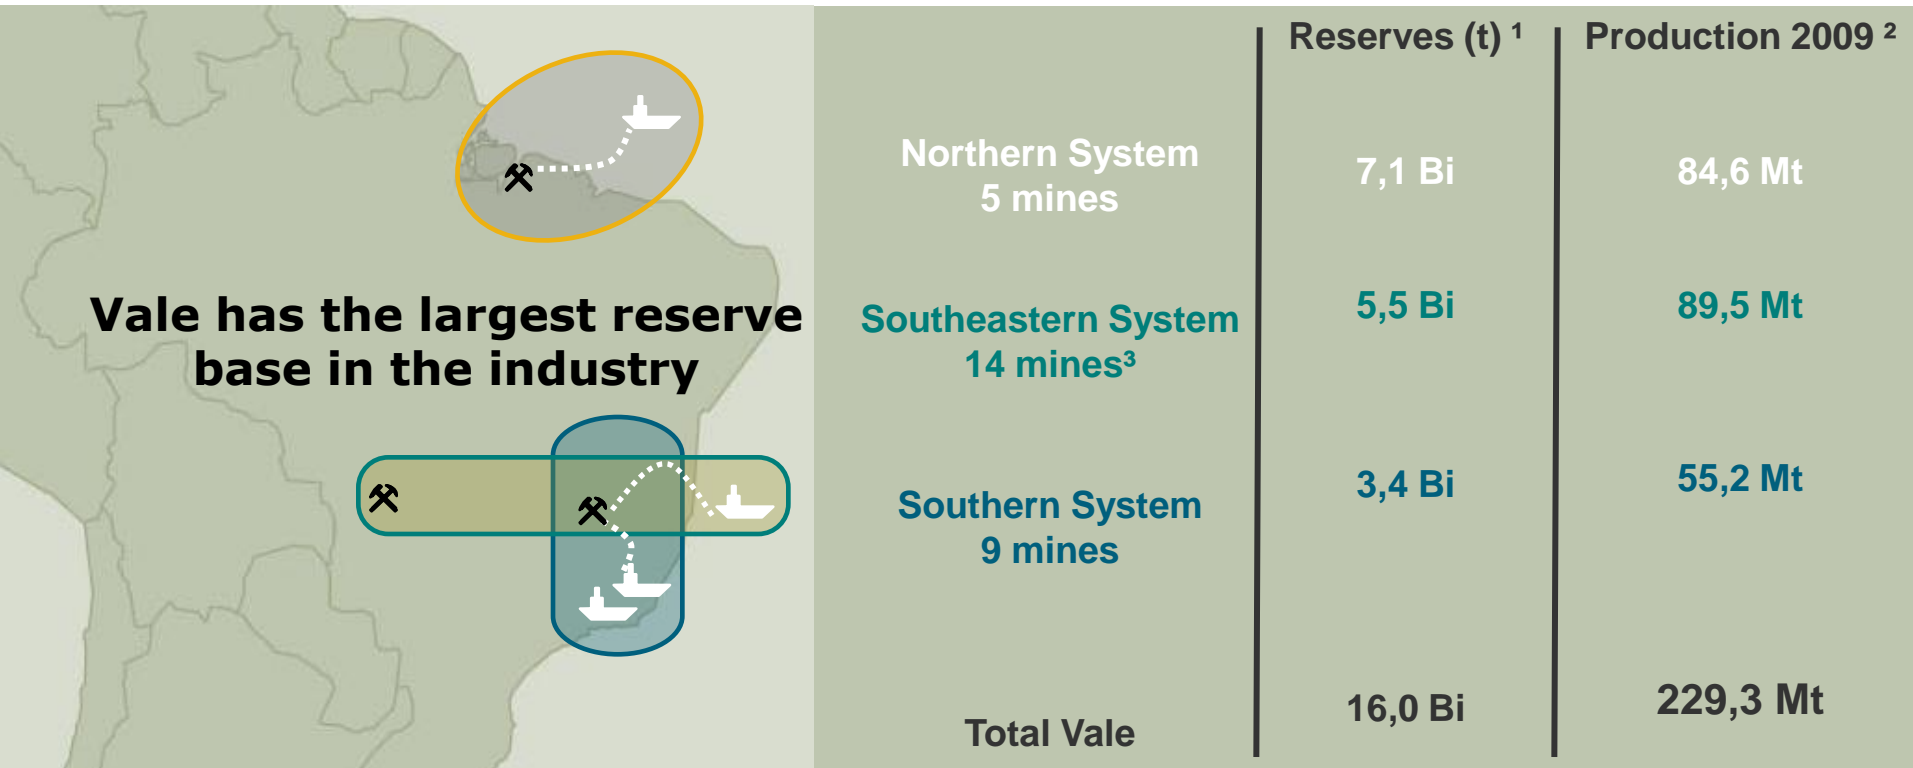 Vale has the largest reserve
base in the industry
Reserves (t) ¹
Production 2009 ²
Northern System
5 mines
7,1 Bi
84,6 Mt
Southeastern System
14 mines³
5,5 Bi
89,5 Mt
Southern System
9 mines
3,4 Bi
55,2 Mt
Total Vale
16,0 Bi
229,3 Mt